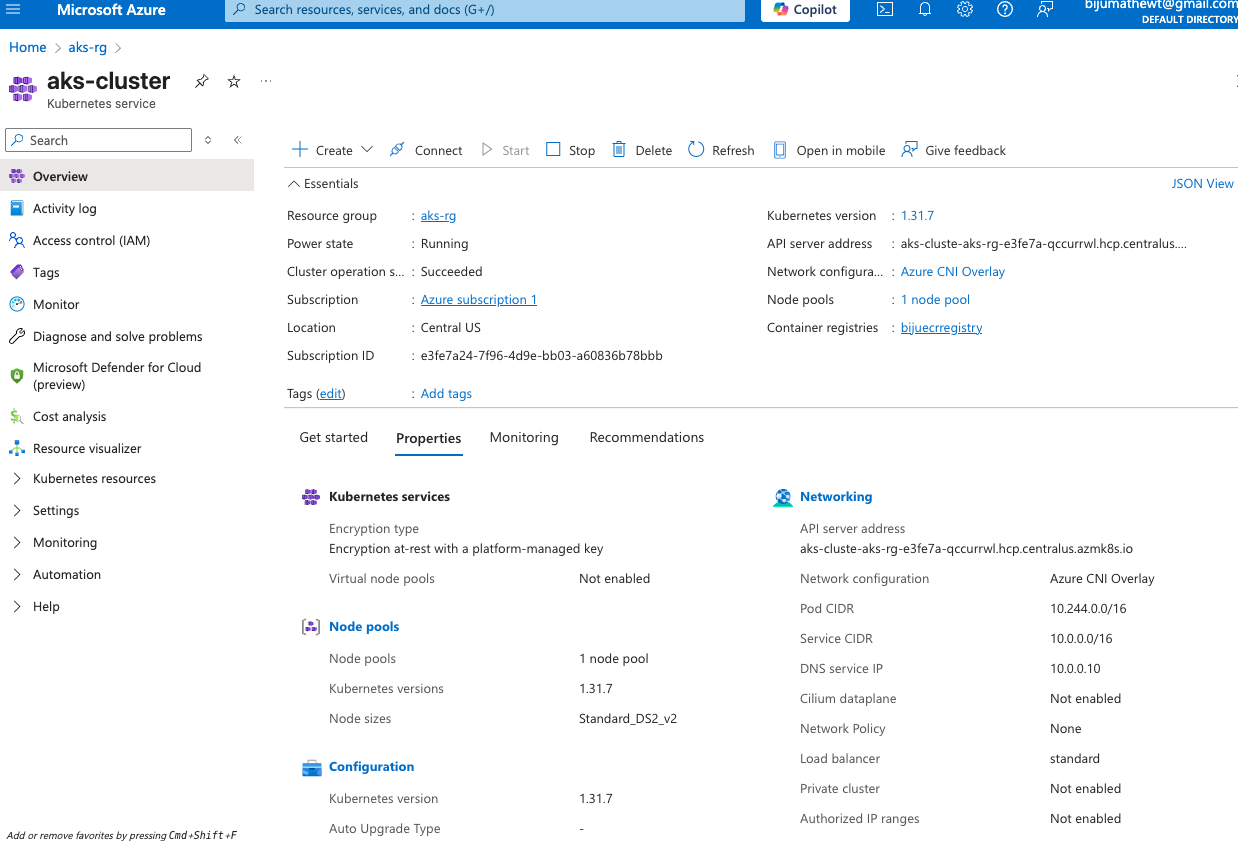 Microsoft Azure
Search resources, services, and docs (G+/)
Copilot
bijumathewt@gmail.com
DEFAULT DIRECTORY
Home > aks-rg >
aks-cluster
Kubernetes service
Search
Overview
Activity log
Access control (IAM)
Tags
Monitor
Diagnose and solve problems
Microsoft Defender for Cloud
(preview)
Cost analysis
Resource visualizer
Kubernetes resources
Settings
Monitoring
Automation
Help
Add or remove favorites by pressing Cmd+Shift+F
Create Connect Start Stop Delete Refresh Open in mobile Give feedback
Essentials
JSON View
Resource group : aks-rg
Power state : Running
Cluster operation s... : Succeeded
Subscription : Azure subscription 1
Location : Central US
Subscription ID : e3fe7a24-7f96-4d9e-bb03-a60836b78bbb
Kubernetes version : 1.31.7
API server address : aks-cluste-aks-rg-e3fe7a-qccurrwl.hcp.centralus....
Network configura... : Azure CNI Overlay
Node pools : 1 node pool
Container registries : bijuecrregistry
Tags (edit) : Add tags
Get started Properties Monitoring Recommendations
Kubernetes services
Encryption type
Encryption at-rest with a platform-managed key
Virtual node pools Not enabled
Node pools
Node pools 1 node pool
Kubernetes versions 1.31.7
Node sizes Standard_DS2_v2
Configuration
Kubernetes version 1.31.7
Auto Upgrade Type -
Networking
API server address
aks-cluste-aks-rg-e3fe7a-qccurrwl.hcp.centralus.azmk8s.io
Network configuration Azure CNI Overlay
Pod CIDR 10.244.0.0/16
Service CIDR 10.0.0.0/16
DNS service IP 10.0.0.10
Cilium dataplane Not enabled
Network Policy None
Load balancer standard
Private cluster Not enabled
Authorized IP ranges Not enabled